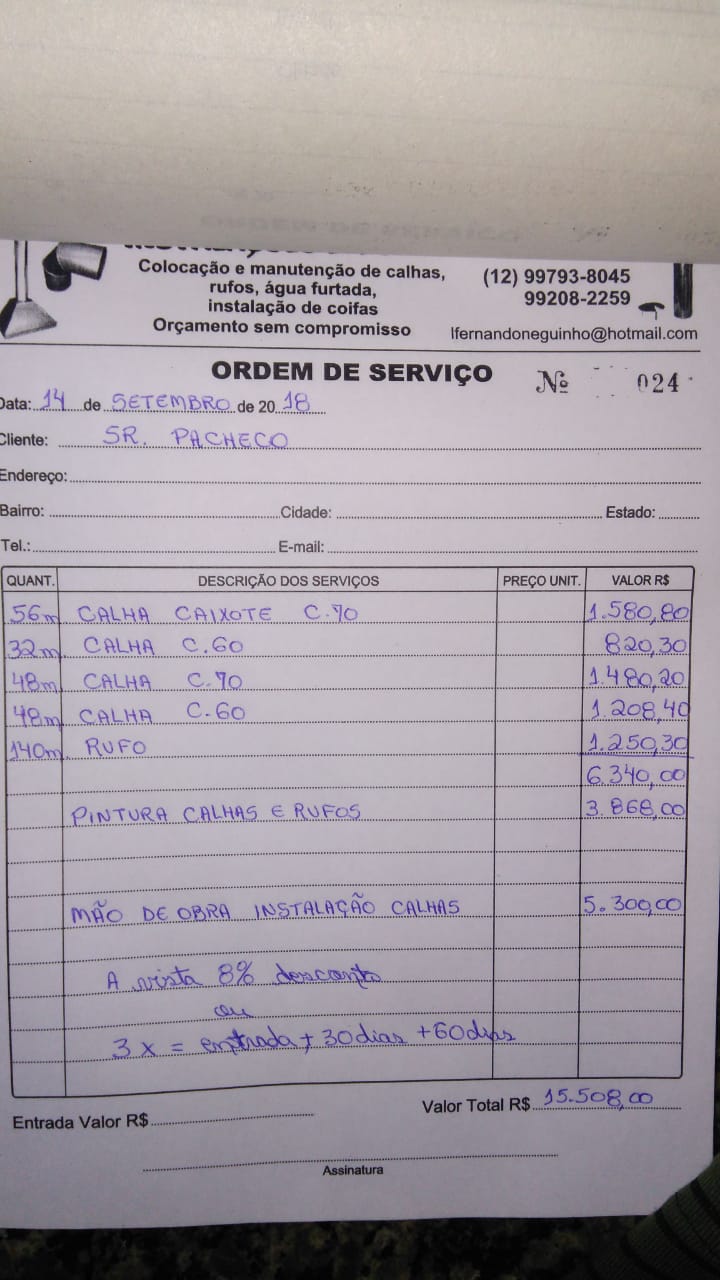 Colocação e manutenção de calhas,
rufos, água furtada,
instalação de coifas
Orçamento sem compromisso
(12) 99793-8045
99208-2259
lfernandoneguinho@hotmail.com
ORDEM DE SERVIÇO Nº 024
Data: 14 de SETEMBRO de 2018
Cliente: SR. PACHECO
Endereço:
Bairro: Cidade: Estado:
Tel.: E-mail:
QUANT. DESCRIÇÃO DOS SERVIÇOS PREÇO UNIT. VALOR R$
56m CALHA CAIXOTE C.70 1.580,80
32m CALHA C.60 820,30
48m CALHA C.70 1.480,20
48m CALHA C.60 1.208,40
140m RUFO 1.250,30
6.340,00
PINTURA CALHAS E RUFOS 3.868,00
MÃO DE OBRA INSTALAÇÃO CALHAS 5.300,00
A vista 8% desconto
ou
3x = entrada + 30 dias + 60 dias
Valor Total R$ 15.508,00
Entrada Valor R$
Assinatura